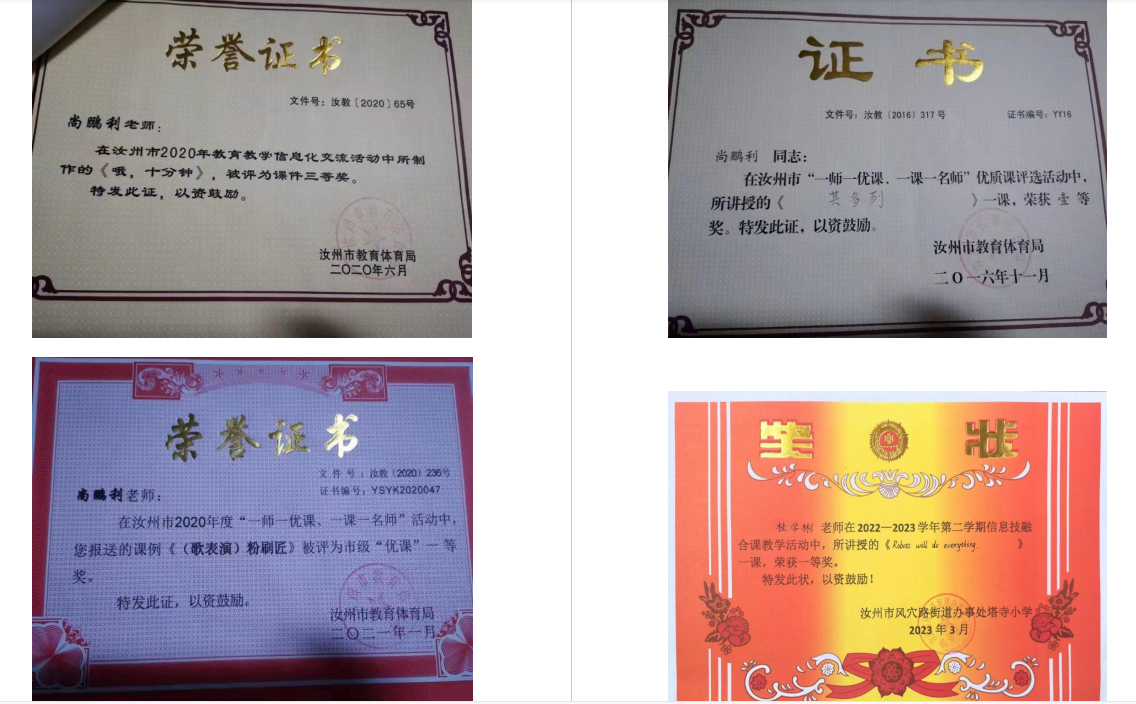 荣誉证书
文件号：汝教〔2020〕65号
尚鹏利老师：
在汝州市2020年教育教学信息化交流活动中所制
作的《哦，十分钟》，被评为课件三等奖。
特发此证，以资鼓励。
汝州市教育体育局
二〇二〇年六月
证书
文件号：汝教（2016）317号 证书编号：YY16
尚鹏利 同志：
在汝州市“一师一优课、一课一名师”优质课评选活动中，
所讲授的《 莫多列 》一课，荣获 壹 等
奖。特发此证，以资鼓励。
汝州市教育体育局
二〇一六年十一月
荣誉证书
文 件 号：汝教（2020）236号
证书编号：YSYK2020047
尚鹏利老师：
在汝州市2020年度“一师一优课、一课一名师”活动中，
您报送的课例《（歌表演）粉刷匠》被评为市级“优课”一等
奖。
特发此证，以资鼓励。
汝州市教育体育局
二〇二一年一月
奖状
老师在2022—2023学年第二学期信息技融
合课教学活动中，所讲授的《Robots will do everything. 》
一课，荣获一等奖。
特发此状，以资鼓励！
汝州市风穴路街道办事处塔寺小学
2023年3月